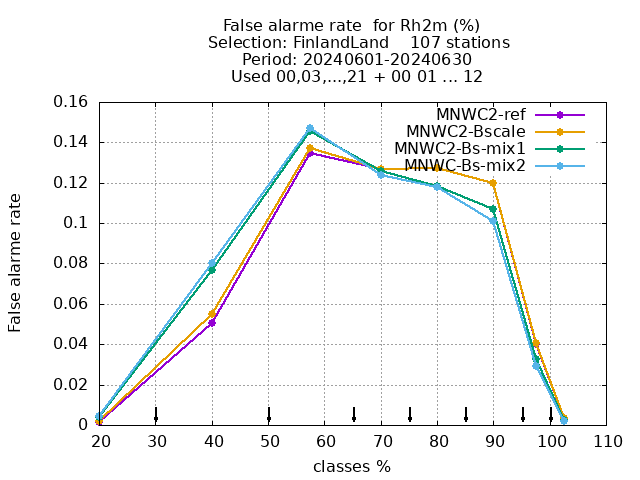 False alarme rate  for Rh2m (%)
Selection: FinlandLand    107 stations
Period: 20240601-20240630
Used 00,03,...,21 + 00 01 ... 12
MNWC2-ref
MNWC2-Bscale
MNWC2-Bs-mix1
MNWC-Bs-mix2
False alarme rate
0.16
0.14
0.12
0.1
0.08
0.06
0.04
0.02
0
20 30 40 50 60 70 80 90 100 110
classes %